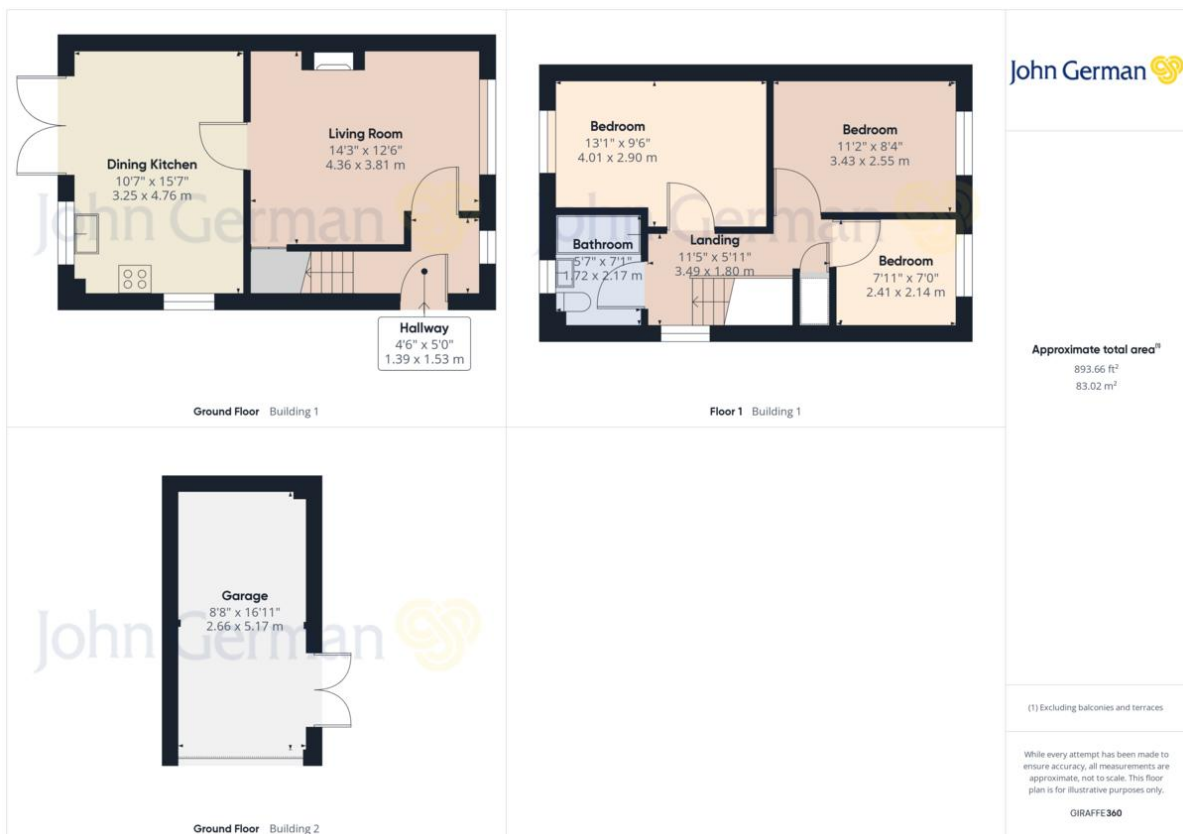 Dining Kitchen
10'7" x 15'7"
3.25 x 4.76 m
Living Room
14'3" x 12'6"
4.36 x 3.81 m
Hallway
4'6" x 5'0"
1.39 x 1.53 m
John German
Ground Floor Building 1
Bedroom
13'1" x 9'6"
4.01 x 2.90 m
Bedroom
11'2" x 8'4"
3.43 x 2.55 m
Bathroom
5'7" x 7'1"
1.72 x 2.17 m
Landing
11'5" x 5'11"
3.49 x 1.80 m
Bedroom
7'11" x 7'0"
2.41 x 2.14 m
John German
Floor 1 Building 1
John German
Approximate total area(1)
893.66 ft²
83.02 m²
Garage
8'8" x 16'11"
2.66 x 5.17 m
John German
Ground Floor Building 2
(1) Excluding balconies and terraces
While every attempt has been made to
ensure accuracy, all measurements are
approximate, not to scale. This floor
plan is for illustrative purposes only.
GIRAFFE360